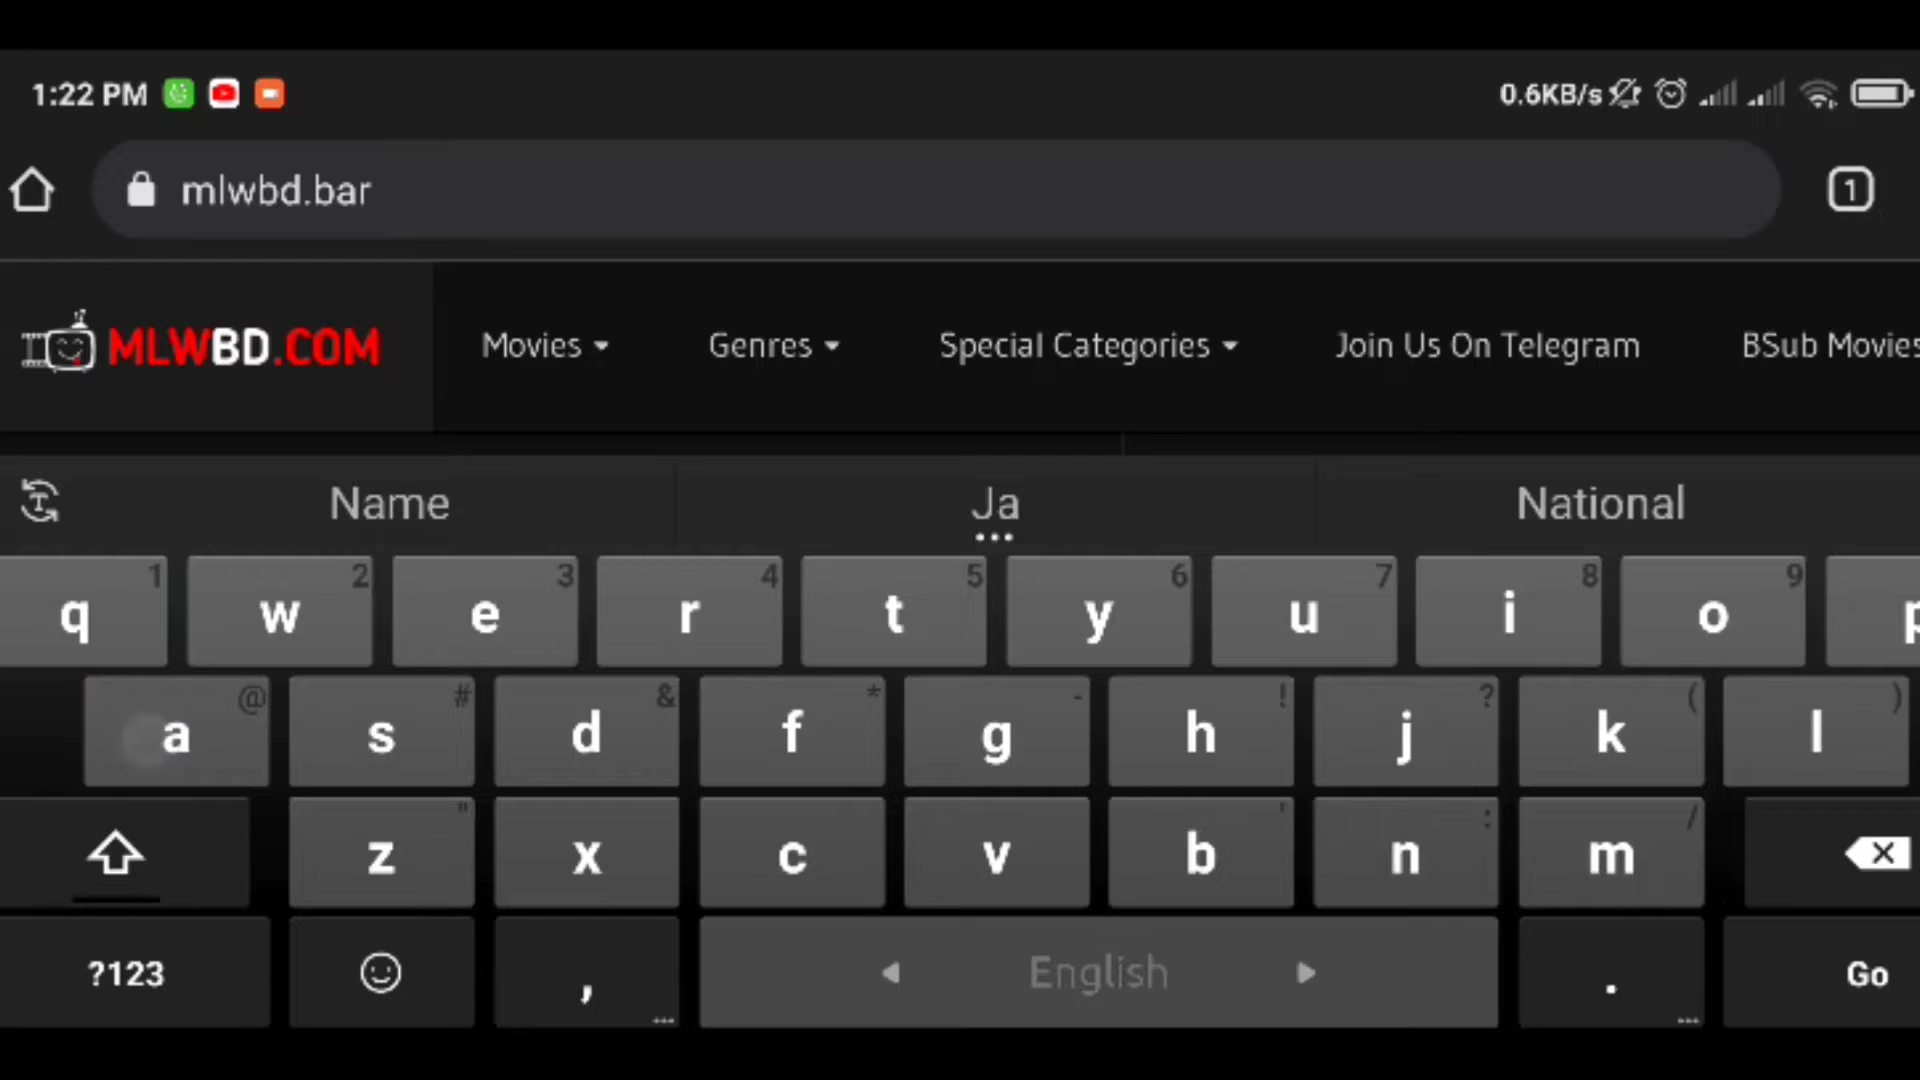 1:22 PM 0.6KB/s
mlwbd.bar 1
MLWBD.COM Movies Genres Special Categories Join Us On Telegram BSub Movies
Name Ja National
q 1 w 2 e 3 r 4 t 5 y 6 u 7 i 8 o 9 p
a @ s # d & f * g - h ! j ? k ( l )
z " x c v b ' n : m /
?123 , English . Go